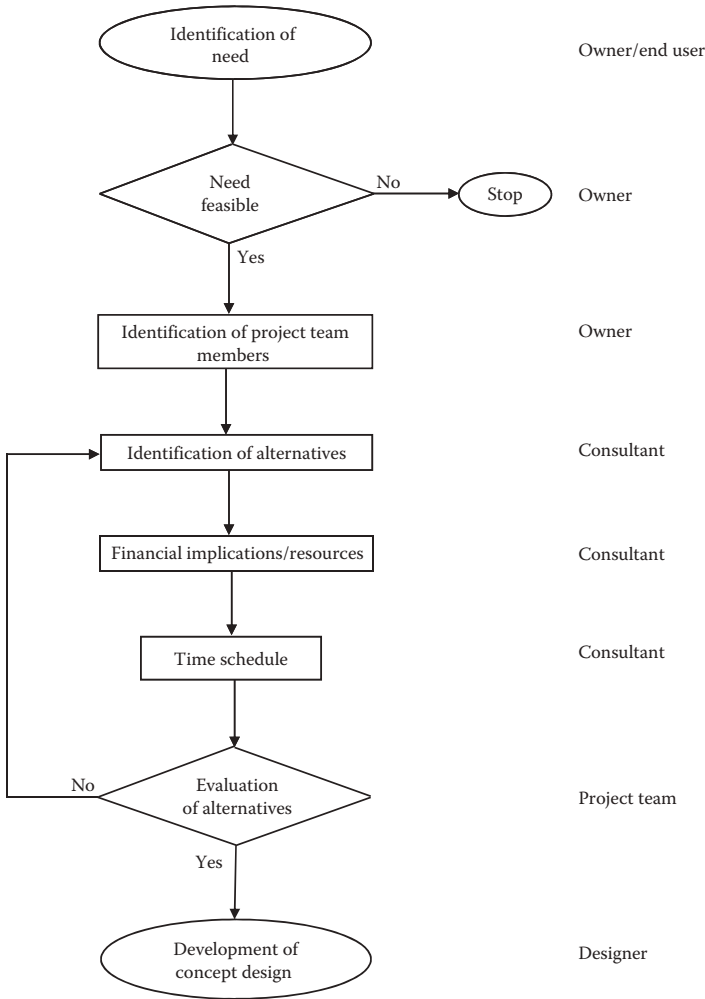 Identification of
need
Owner/end user
Need
feasible
No
Stop
Owner
Yes
Identification of project team
members
Owner
Identification of alternatives
Consultant
Financial implications/resources
Consultant
Time schedule
Consultant
No
Evaluation
of alternatives
Project team
Yes
Development of
concept design
Designer